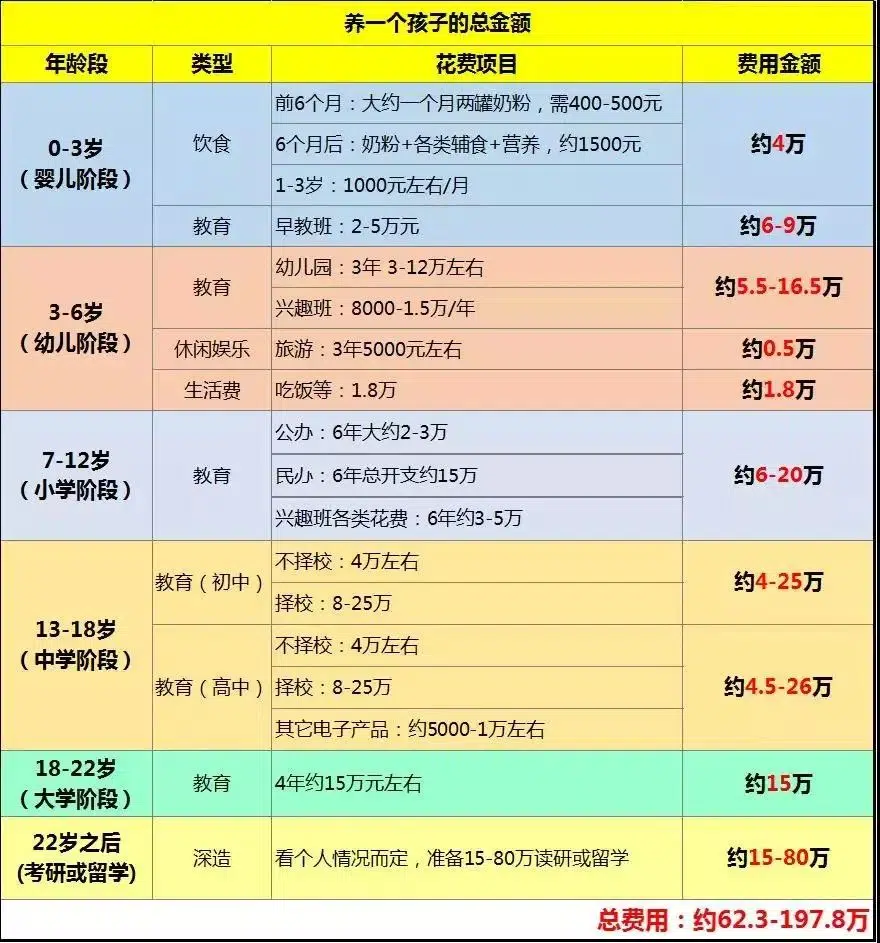 养一个孩子的总金额
年龄段 类型 花费项目 费用金额
0-3岁
（婴儿阶段）
饮食
前6个月：大约一个月两罐奶粉，需400-500元
6个月后：奶粉+各类辅食+营养，约1500元
1-3岁：1000元左右/月
约4万
教育
早教班：2-5万元
约6-9万
3-6岁
（幼儿阶段）
教育
幼儿园：3年 3-12万左右
兴趣班：8000-1.5万/年
约5.5-16.5万
休闲娱乐
旅游：3年5000元左右
约0.5万
生活费
吃饭等：1.8万
约1.8万
7-12岁
（小学阶段）
教育
公办：6年大约2-3万
民办：6年总开支约15万
兴趣班各类花费：6年约3-5万
约6-20万
13-18岁
（中学阶段）
教育（初中）
不择校：4万左右
择校：8-25万
约4-25万
教育（高中）
不择校：4万左右
择校：8-25万
其它电子产品：约5000-1万左右
约4.5-26万
18-22岁
（大学阶段）
教育
4年约15万元左右
约15万
22岁之后
(考研或留学)
深造
看个人情况而定，准备15-80万读研或留学
约15-80万
总费用：约62.3-197.8万